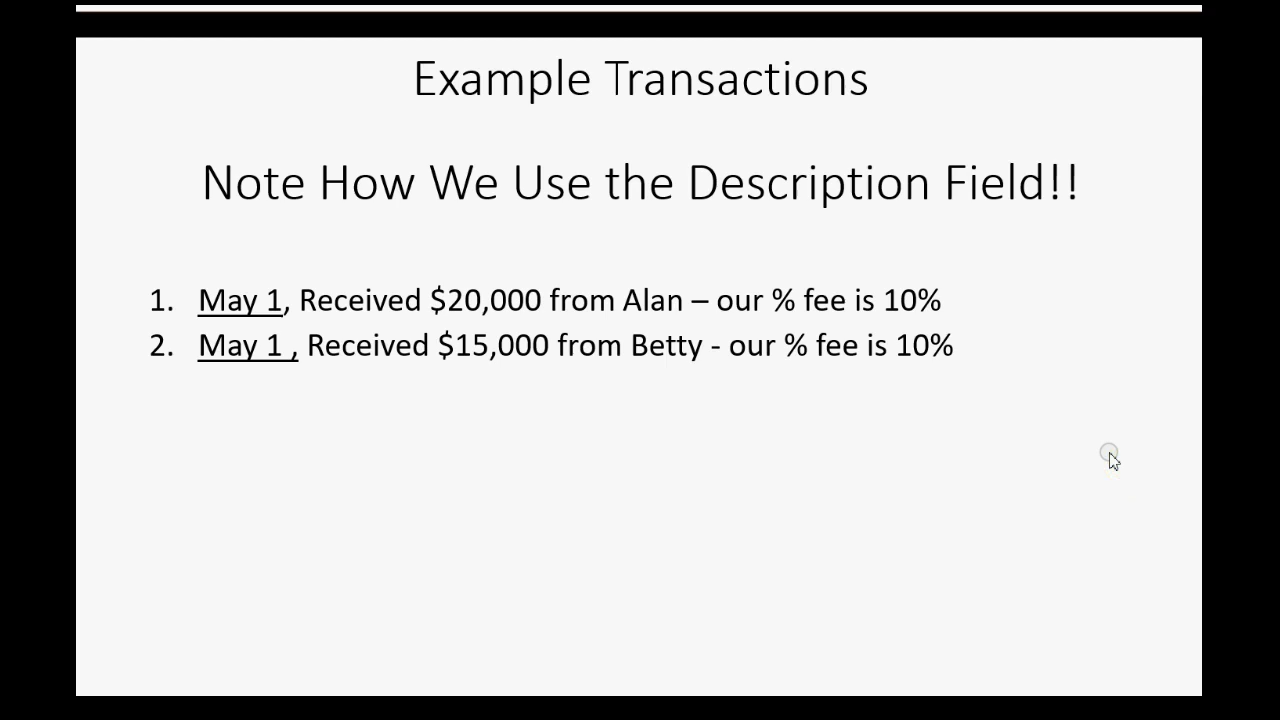 Example Transactions
Note How We Use the Description Field!!
1. May 1, Received $20,000 from Alan – our % fee is 10%
2. May 1 , Received $15,000 from Betty - our % fee is 10%